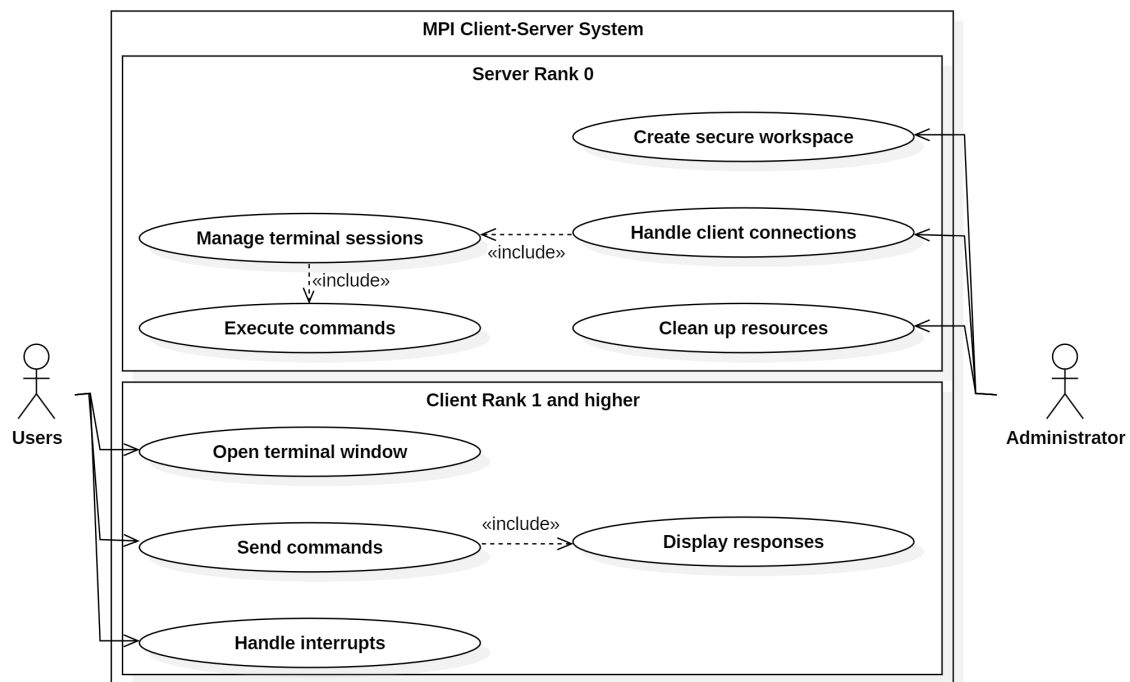 MPI Client-Server System
Server Rank 0
Create secure workspace
Manage terminal sessions
«include»
Handle client connections
«include»
Execute commands
Clean up resources
Users
Administrator
Client Rank 1 and higher
Open terminal window
Send commands
«include»
Display responses
Handle interrupts